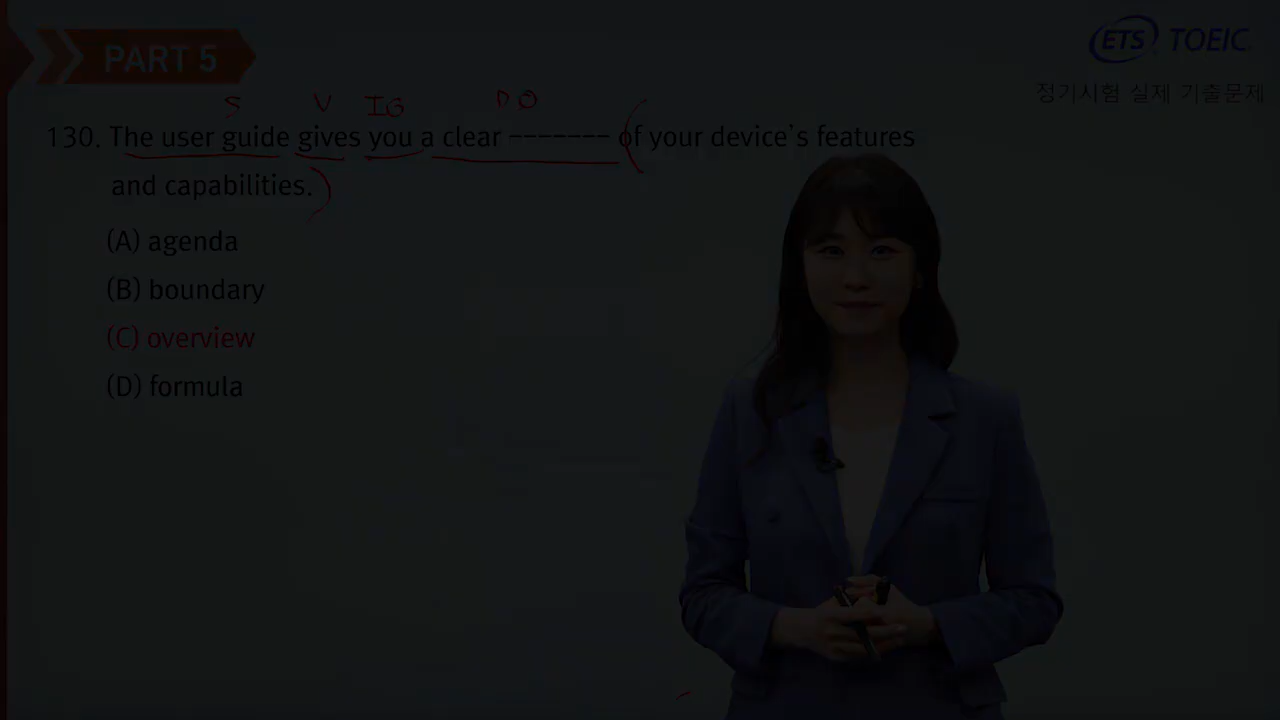 PART 5
ETS TOEIC
정기시험 실제 기출문제
S V IO DO
130. The user guide gives you a clear ------- of your device's features
and capabilities.
(A) agenda
(B) boundary
(C) overview
(D) formula